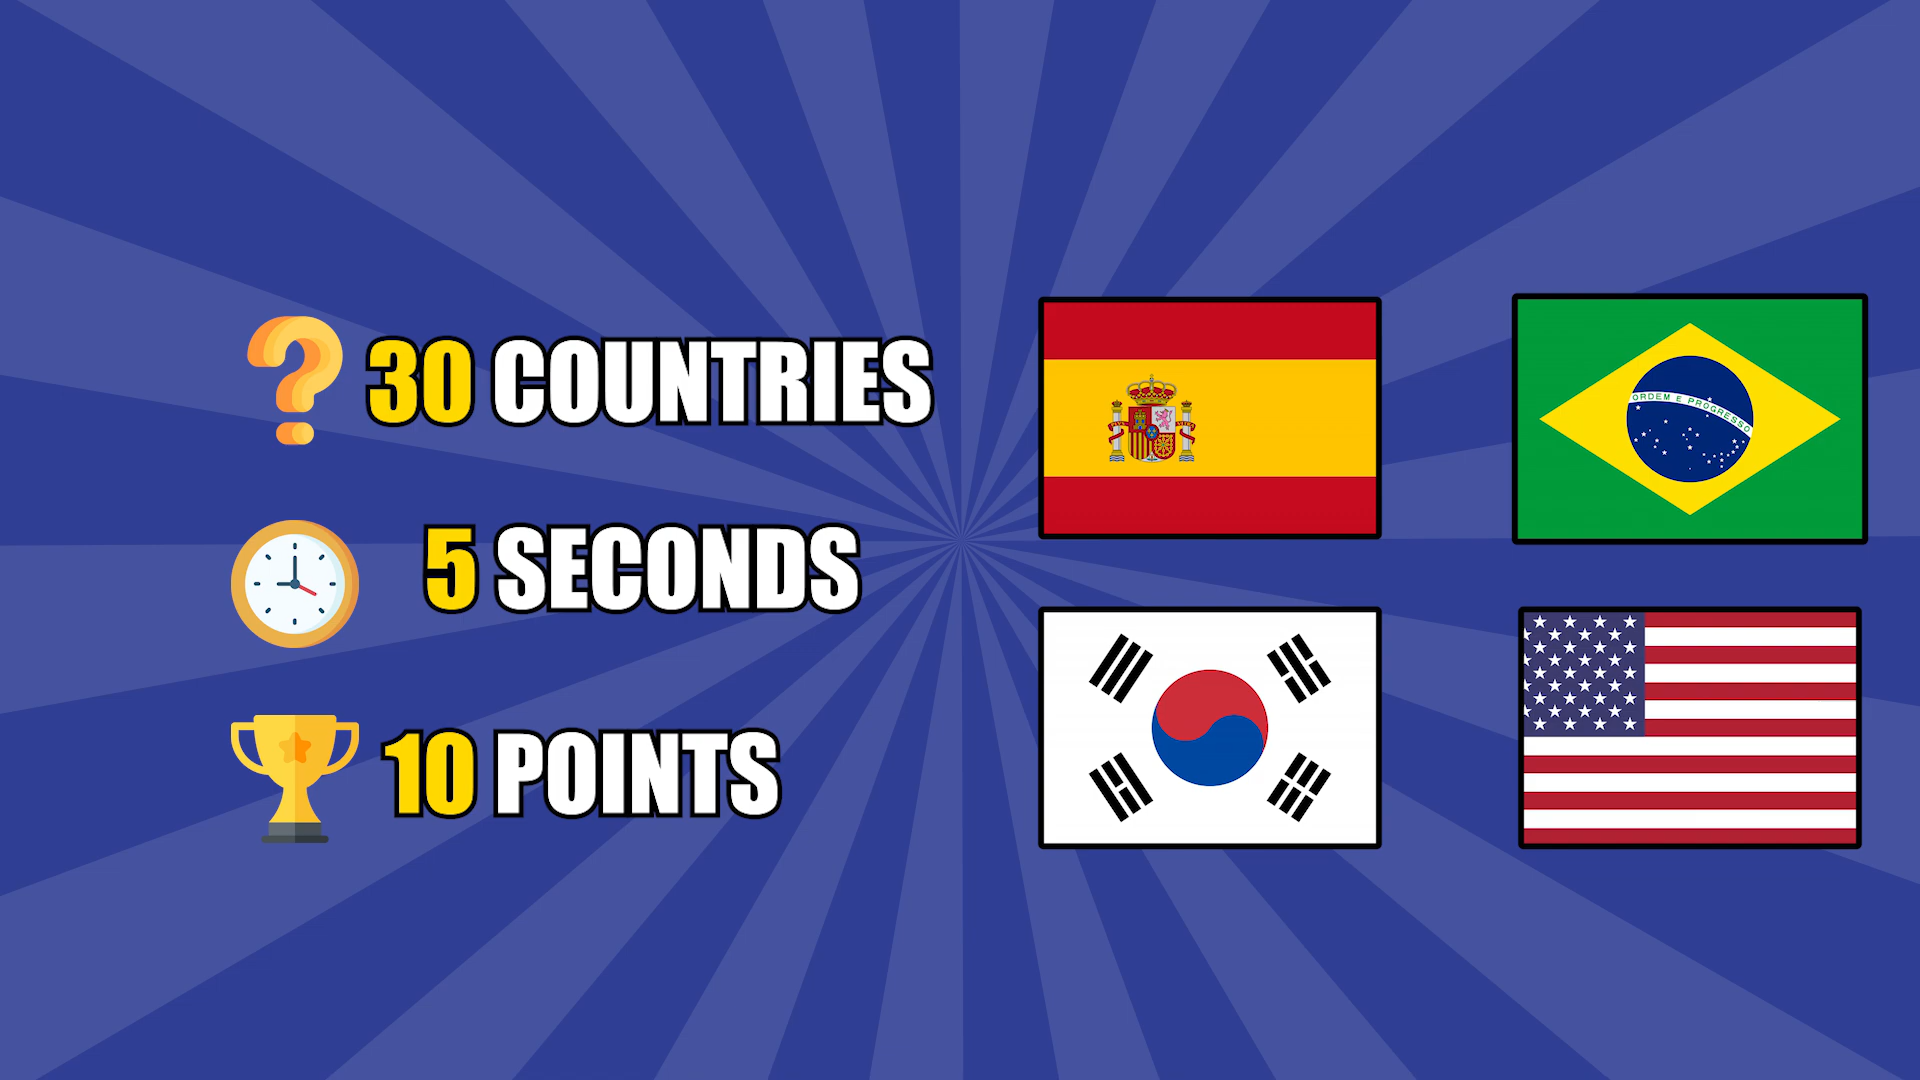 30 COUNTRIES
5 SECONDS
10 POINTS
ORDEM E PROGRESSO